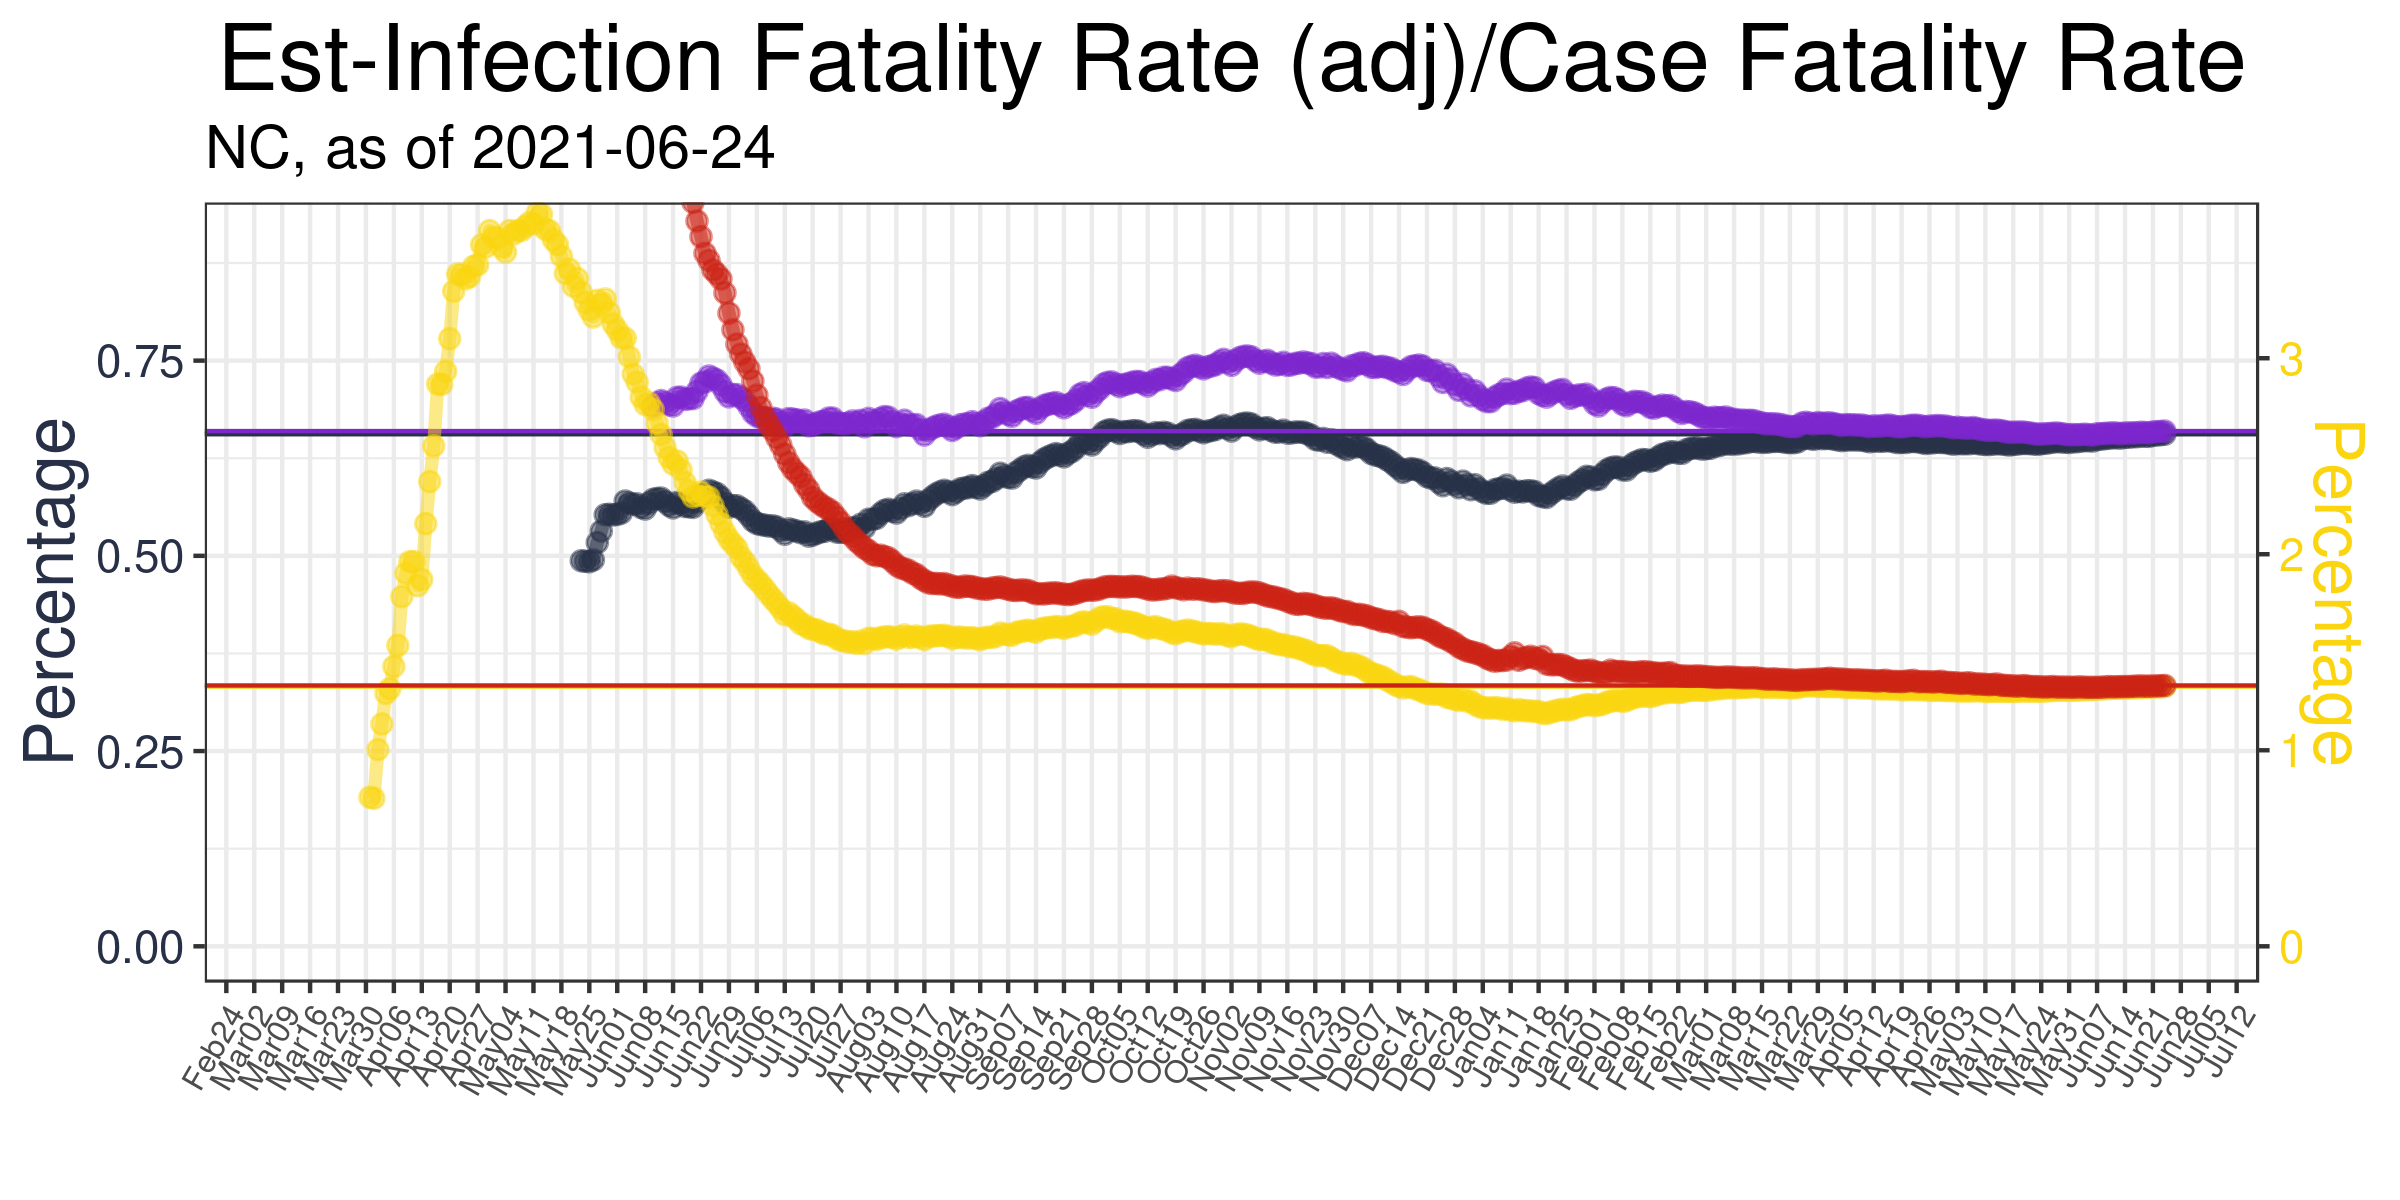 Est-Infection Fatality Rate (adj)/Case Fatality Rate
NC, as of 2021-06-24
Percentage
0.75
0.50
0.25
0.00
3
2
1
0
Percentage
Feb24
Mar02
Mar09
Mar16
Mar23
Mar30
Apr06
Apr13
Apr20
Apr27
May04
May11
May18
May25
Jun01
Jun08
Jun15
Jun22
Jun29
Jul06
Jul13
Jul20
Jul27
Aug03
Aug10
Aug17
Aug24
Aug31
Sep07
Sep14
Sep21
Sep28
Oct05
Oct12
Oct19
Oct26
Nov02
Nov09
Nov16
Nov23
Nov30
Dec07
Dec14
Dec21
Dec28
Jan04
Jan11
Jan18
Jan25
Feb01
Feb08
Feb15
Feb22
Mar01
Mar08
Mar15
Mar22
Mar29
Apr05
Apr12
Apr19
Apr26
May03
May10
May17
May24
May31
Jun07
Jun14
Jun21
Jun28
Jul05
Jul12